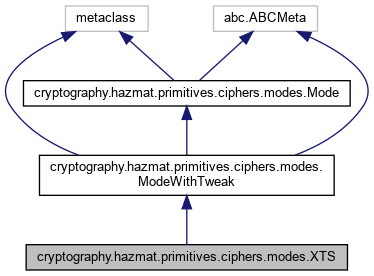 metaclass
abc.ABCMeta
cryptography.hazmat.primitives.ciphers.modes.Mode
cryptography.hazmat.primitives.ciphers.modes.
ModeWithTweak
cryptography.hazmat.primitives.ciphers.modes.XTS